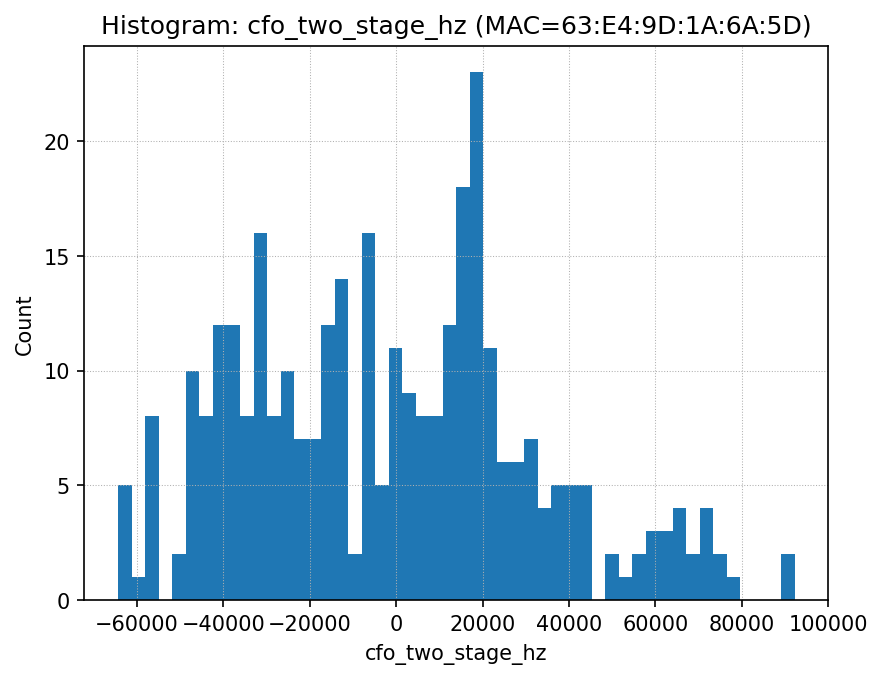 Histogram: cfo_two_stage_hz (MAC=63:E4:9D:1A:6A:5D)
20
15
10
5
0
Count
−60000 −40000 −20000 0 20000 40000 60000 80000 100000
cfo_two_stage_hz